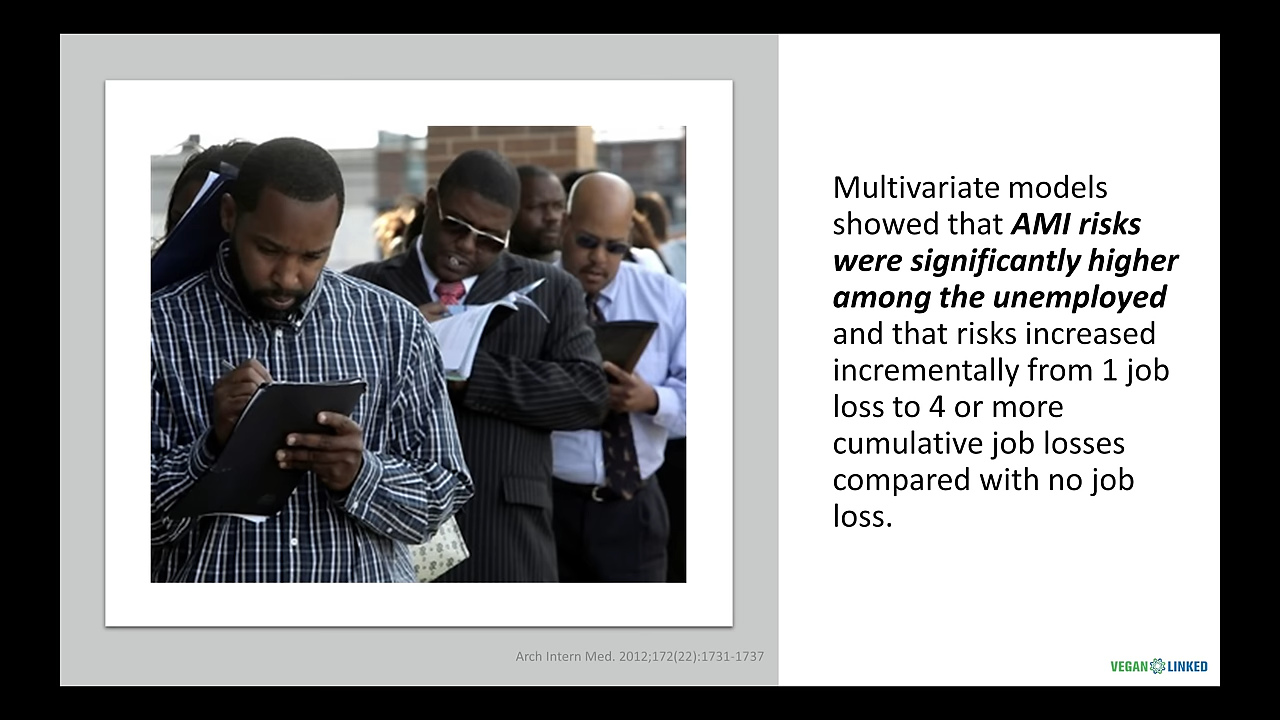 Multivariate models
showed that AMI risks
were significantly higher
among the unemployed
and that risks increased
incrementally from 1 job
loss to 4 or more
cumulative job losses
compared with no job
loss.
Arch Intern Med. 2012;172(22):1731-1737
VEGAN LINKED